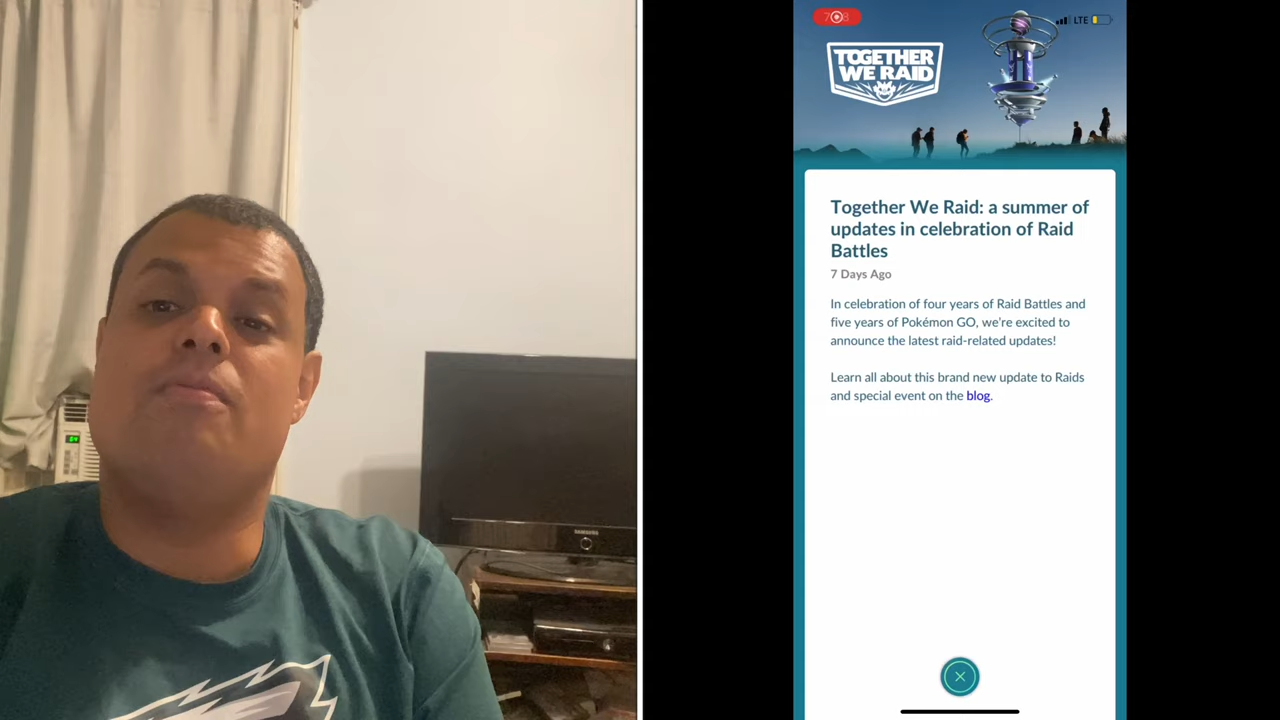 SAMSUNG
LTE
TOGETHER
WE RAID
Together We Raid: a summer of
updates in celebration of Raid
Battles
7 Days Ago
In celebration of four years of Raid Battles and
five years of Pokémon GO, we're excited to
announce the latest raid-related updates!
Learn all about this brand new update to Raids
and special event on the blog.